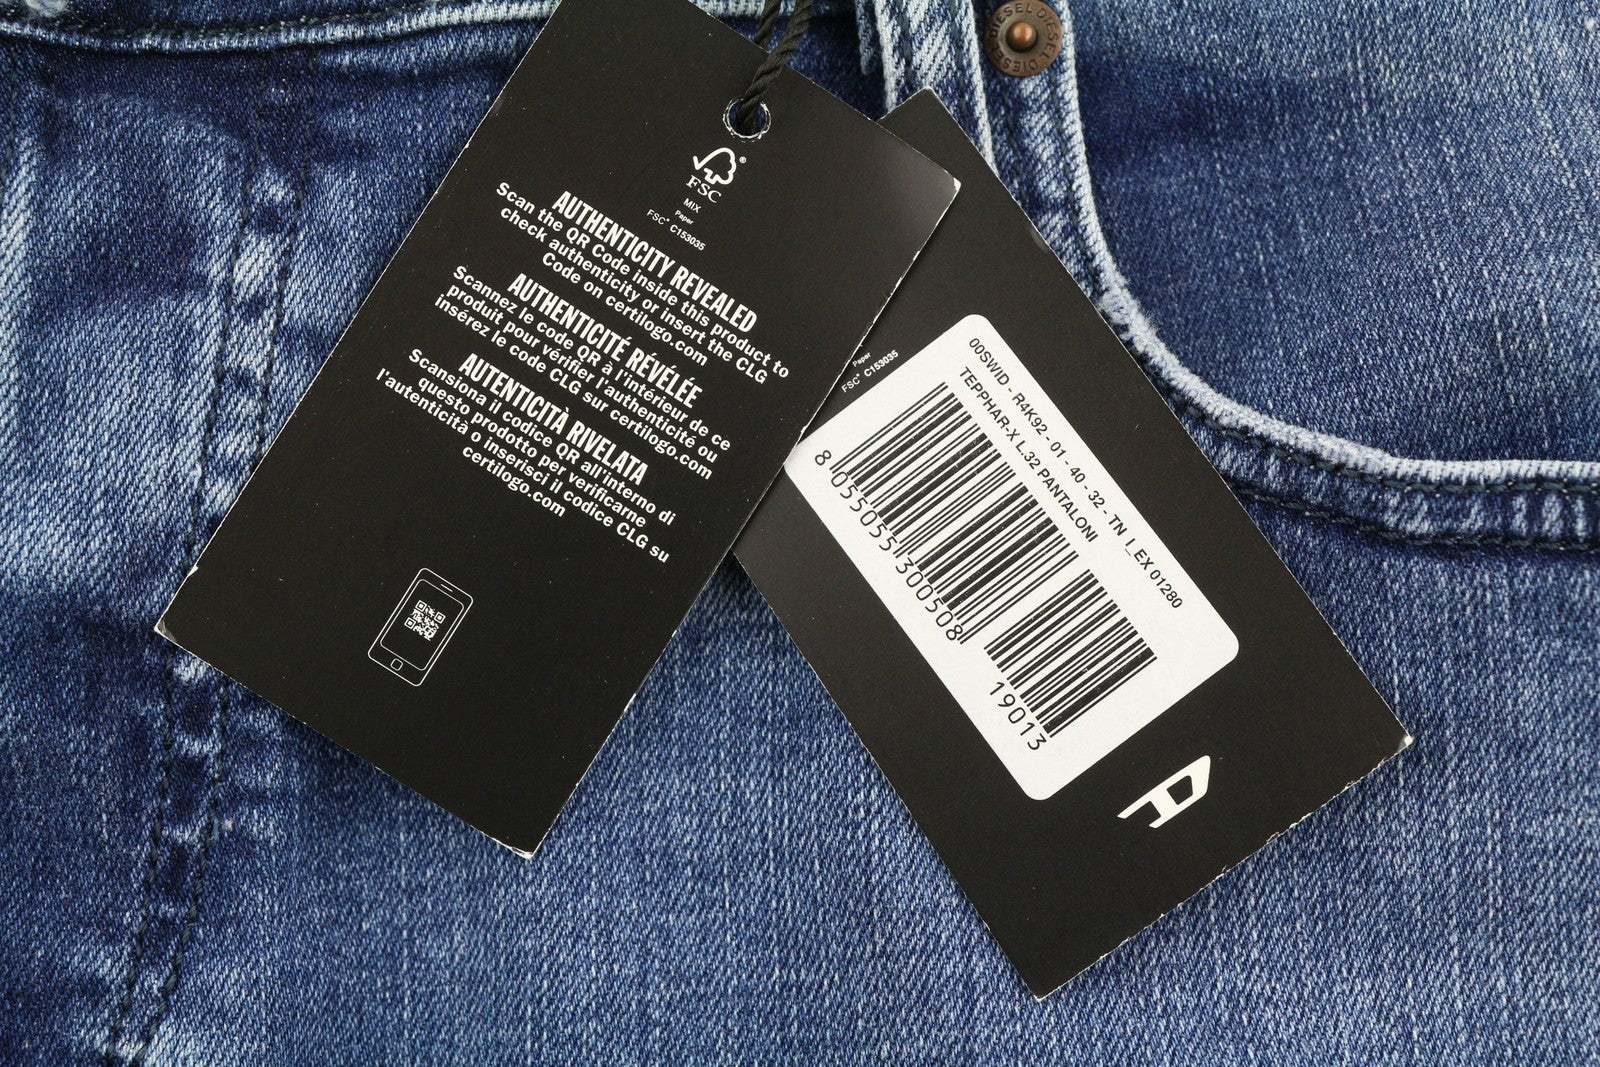 DIESEL DIESEL DIESEL
FSC®
MIX
Paper
FSC® C153035
AUTHENTICITY REVEALED
Scan the QR Code inside this product to
check authenticity or insert the CLG
Code on certilogo.com
AUTHENTICITÉ RÉVÉLÉE
Scannez le code QR à l'intérieur de ce
produit pour vérifier l'authenticité ou
insérez le code CLG sur certilogo.com
AUTENTICITÀ RIVELATA
Scansiona il codice QR all'interno di
questo prodotto per verificarne
l'autenticità o inserisci il codice CLG su
certilogo.com
Paper
FSC® C153035
00SWID - R4K92 - 01 - 40 - 32 - TN I_EX 01280
TEPPHAR-X L.32 PANTALONI
8 055055 300508
19013